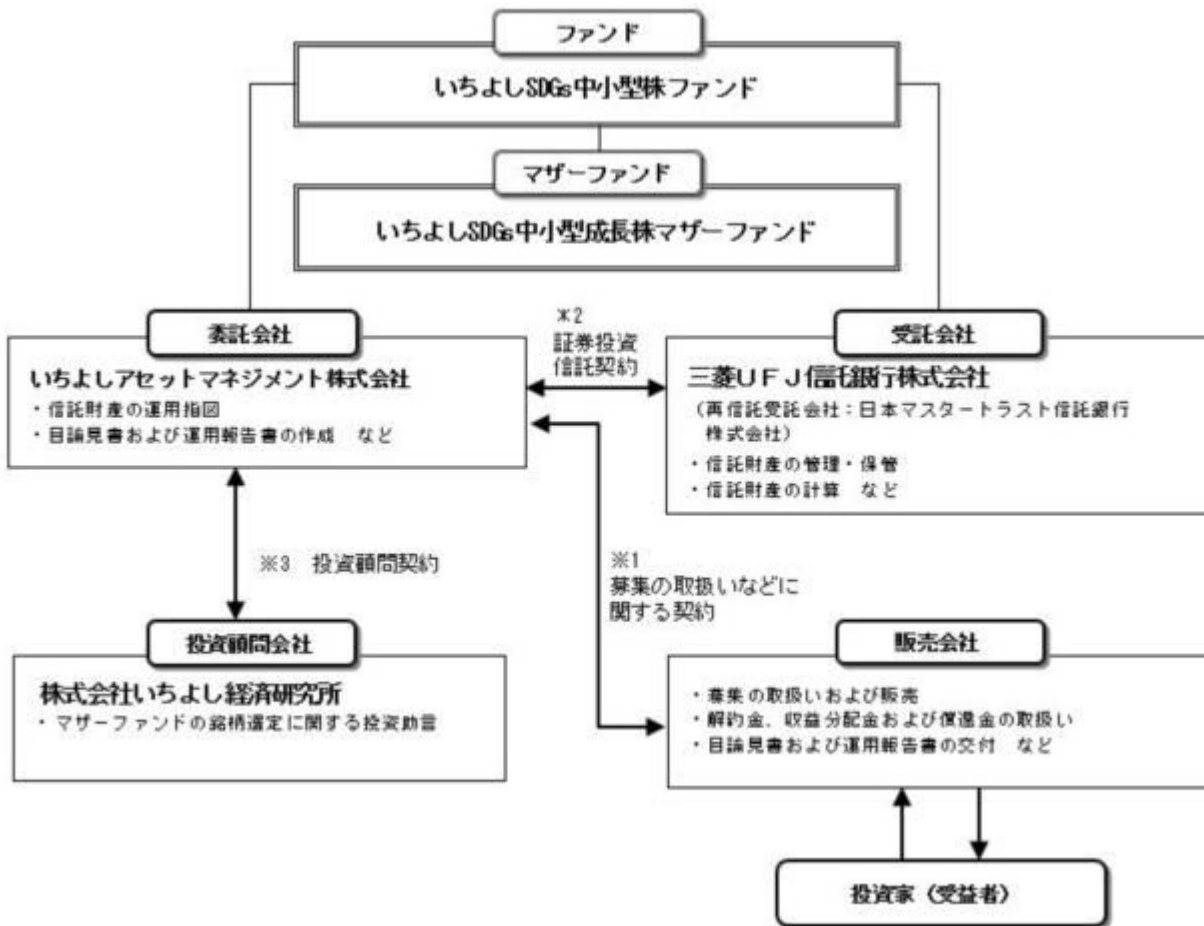 ファンド
いちよしSDGs中小型株ファンド
マザーファンド
いちよしSDGs中小型成長株マザーファンド
委託会社
いちよしアセットマネジメント株式会社
・信託財産の運用指図
・目論見書および運用報告書の作成　など
※2
証券投資
信託契約
受託会社
三菱UFJ信託銀行株式会社
（再信託受託会社：日本マスタートラスト信託銀行
株式会社）
・信託財産の管理・保管
・信託財産の計算　など
※3　投資顧問契約
※1
募集の取扱いなどに
関する契約
投資顧問会社
株式会社いちよし経済研究所
・マザーファンドの銘柄選定に関する投資助言
販売会社
・募集の取扱いおよび販売
・解約金、収益分配金および償還金の取扱い
・目論見書および運用報告書の交付　など
投資家（受益者）